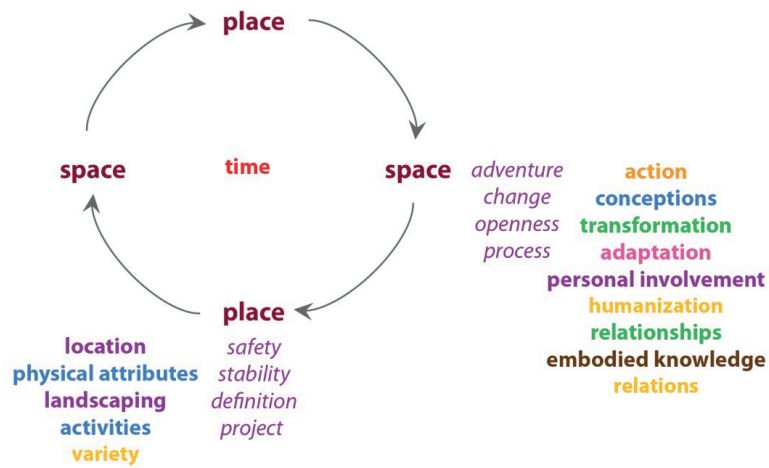 place
space
time
space
adventure
change
openness
process
action
conceptions
transformation
adaptation
personal involvement
humanization
relationships
embodied knowledge
relations
place
safety
stability
definition
project
location
physical attributes
landscaping
activities
variety